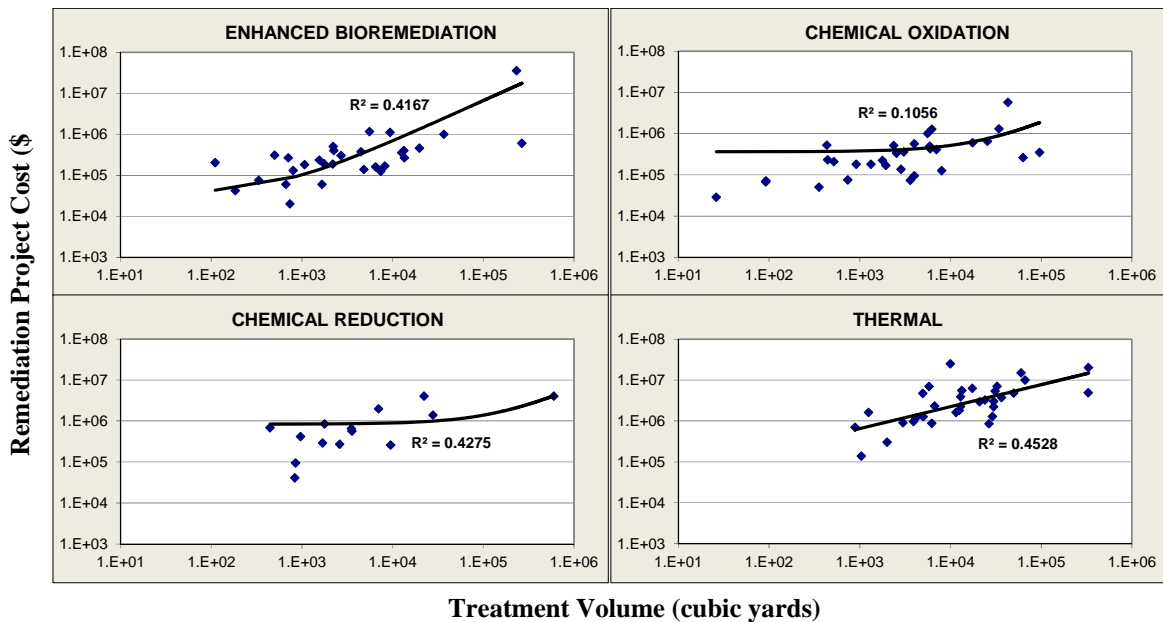 Remediation Project Cost ($
ENHANCED BIOREMEDIATION
1.E+08
1.E+07
1.E+06
1.E+05
1.E+04
1.E+03
R² = 0.4167
1.E+01 1.E+02 1.E+03 1.E+04 1.E+05 1.E+06
CHEMICAL OXIDATION
1.E+08
1.E+07
1.E+06
1.E+05
1.E+04
1.E+03
R² = 0.1056
1.E+01 1.E+02 1.E+03 1.E+04 1.E+05 1.E+06
CHEMICAL REDUCTION
1.E+08
1.E+07
1.E+06
1.E+05
1.E+04
1.E+03
R² = 0.4275
1.E+01 1.E+02 1.E+03 1.E+04 1.E+05 1.E+06
THERMAL
1.E+08
1.E+07
1.E+06
1.E+05
1.E+04
1.E+03
R² = 0.4528
1.E+01 1.E+02 1.E+03 1.E+04 1.E+05 1.E+06
Treatment Volume (cubic yards)